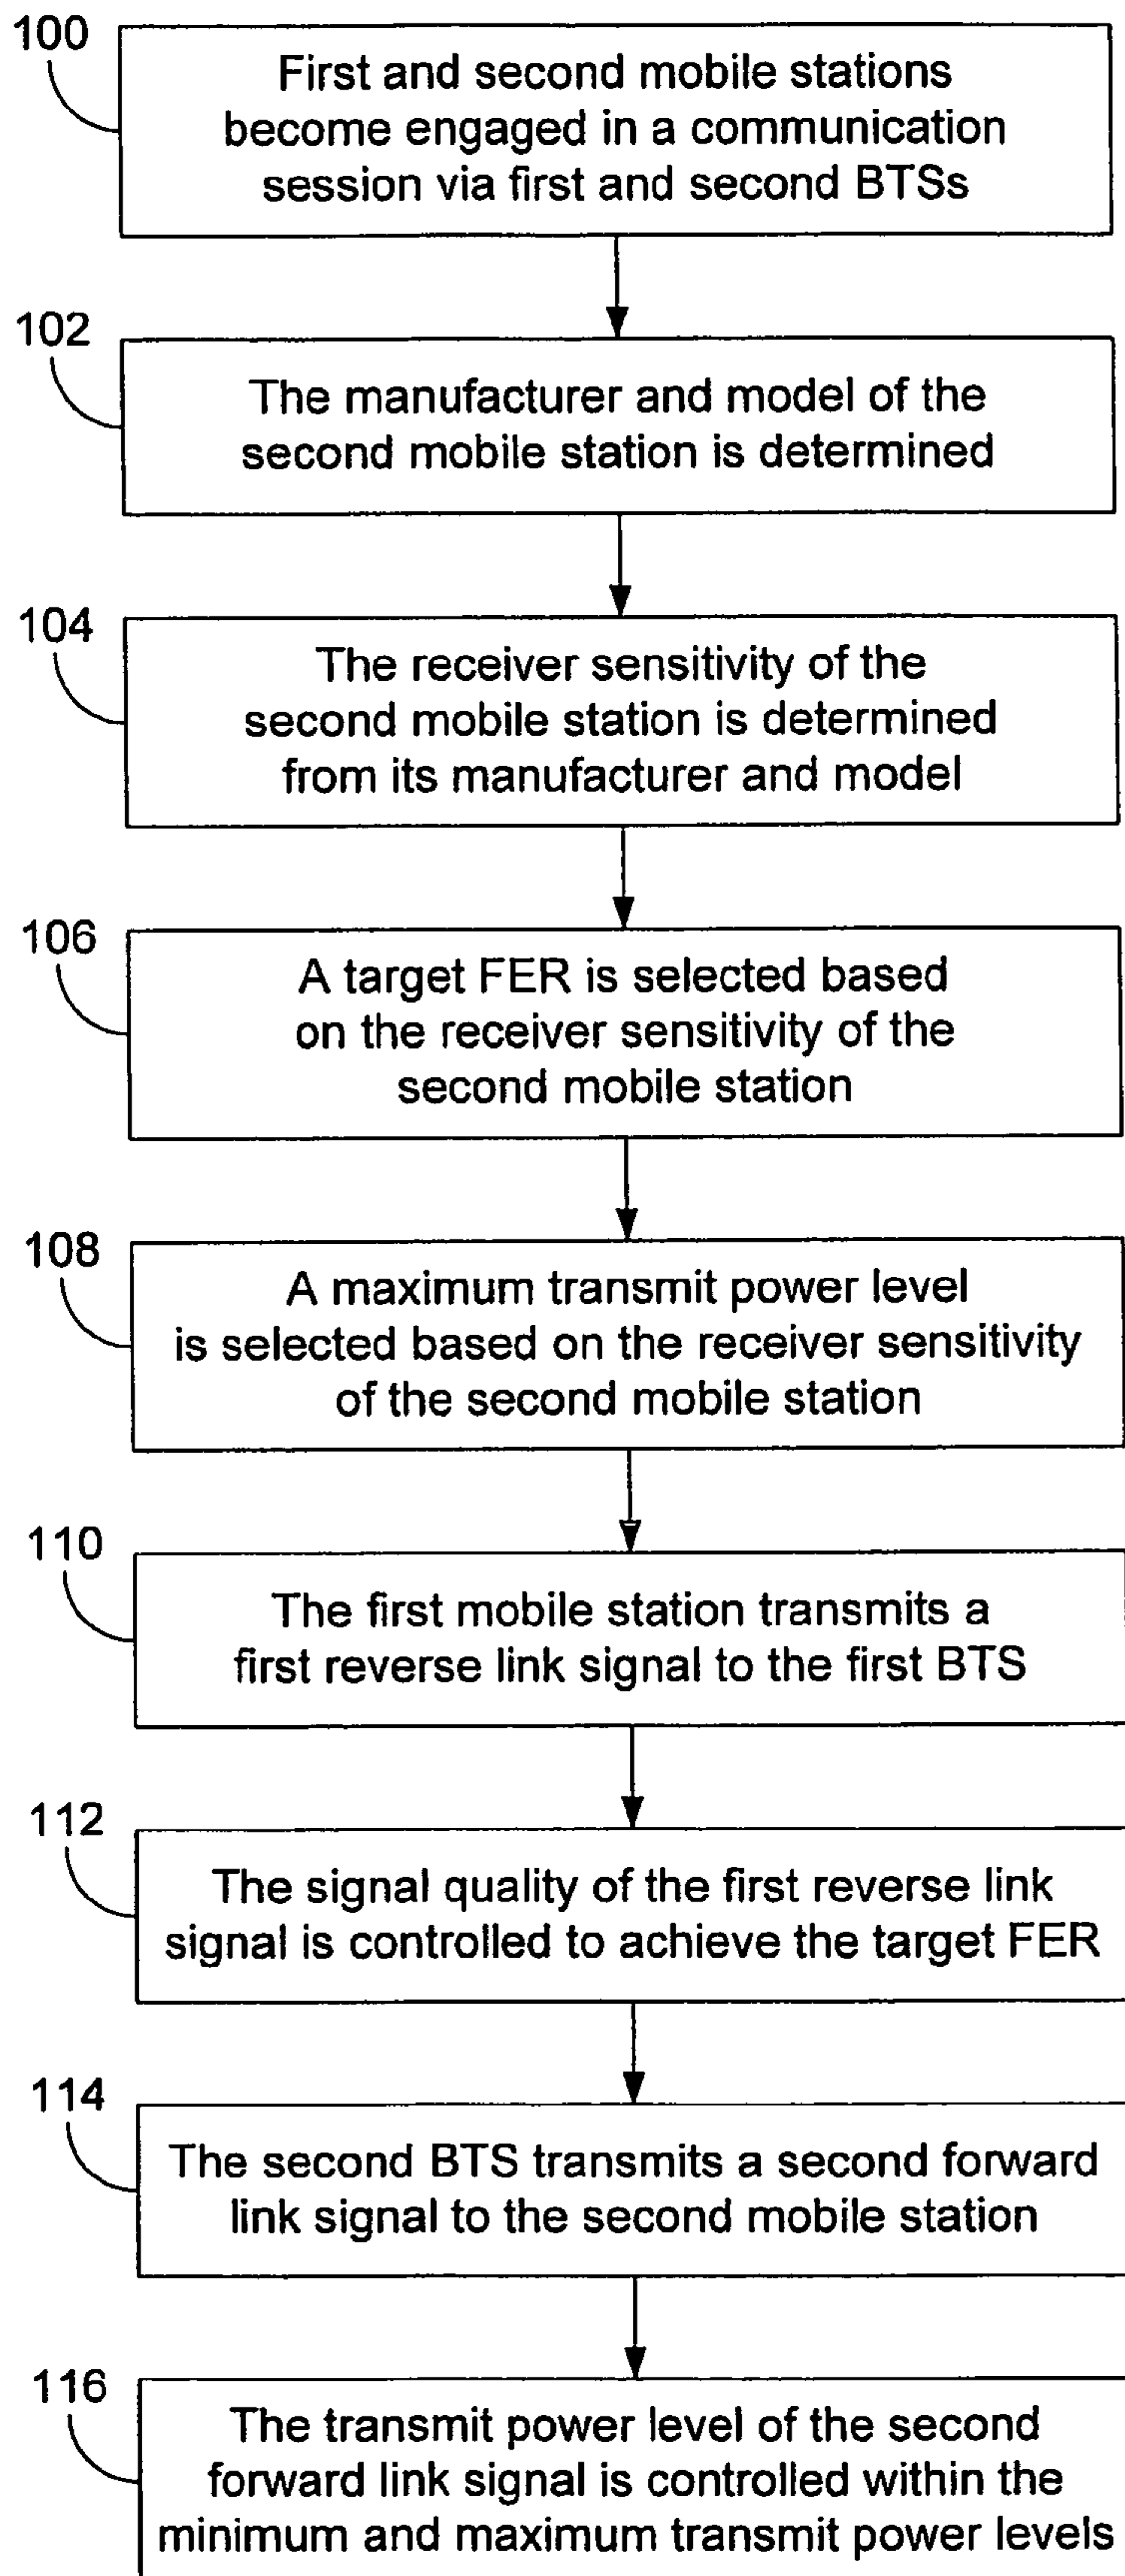 100
First and second mobile stations
become engaged in a communication
session via first and second BTSs
102
The manufacturer and model of the
second mobile station is determined
104
The receiver sensitivity of the
second mobile station is determined
from its manufacturer and model
106
A target FER is selected based
on the receiver sensitivity of the
second mobile station
108
A maximum transmit power level
is selected based on the receiver sensitivity
of the second mobile station
110
The first mobile station transmits a
first reverse link signal to the first BTS
112
The signal quality of the first reverse link
signal is controlled to achieve the target FER
114
The second BTS transmits a second forward
link signal to the second mobile station
116
The transmit power level of the second
forward link signal is controlled within the
minimum and maximum transmit power levels